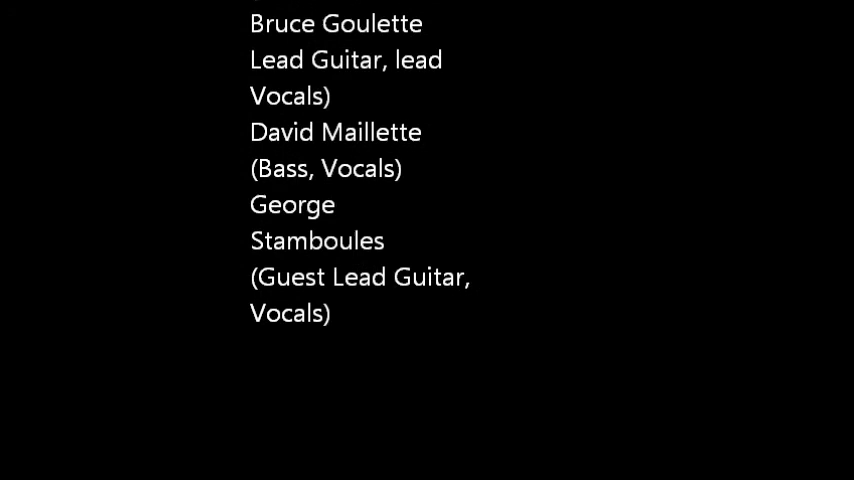 Bruce Goulette
Lead Guitar, lead
Vocals)
David Maillette
(Bass, Vocals)
George
Stamboules
(Guest Lead Guitar,
Vocals)